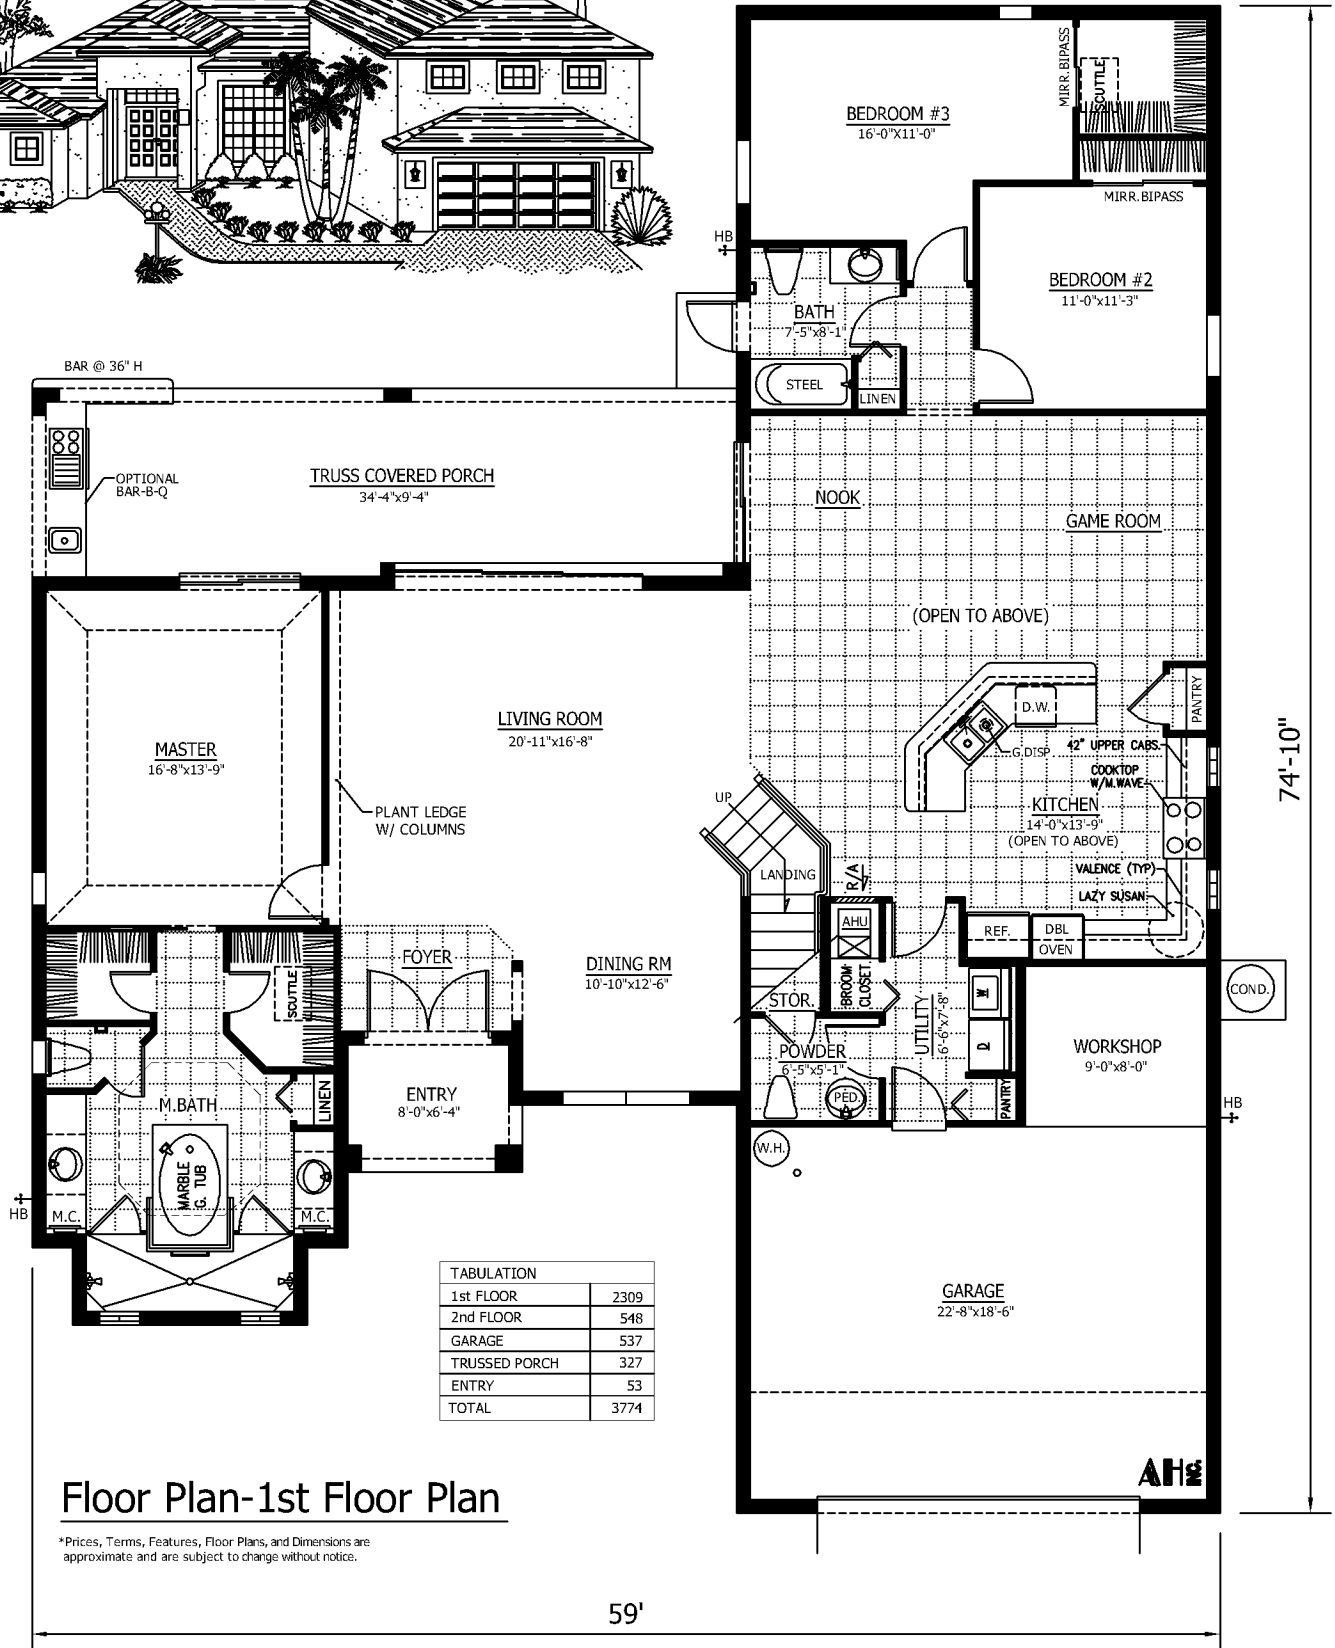 BEDROOM #3
16'-0"X11'-0"
MIRR.BIPASS
SCUTTLE
MIRR.BIPASS
HB
BEDROOM #2
11'-0"x11'-3"
BATH
7'-5"x8'-1"
STEEL
LINEN
BAR @ 36" H
OPTIONAL
BAR-B-Q
TRUSS COVERED PORCH
34'-4"x9'-4"
NOOK
GAME ROOM
(OPEN TO ABOVE)
MASTER
16'-8"x13'-9"
LIVING ROOM
20'-11"x16'-8"
PLANT LEDGE
W/ COLUMNS
UP
LANDING
D.W.
G.DISP
PANTRY
42" UPPER CABS.
COOKTOP
W/M.WAVE
KITCHEN
14'-0"x13'-9"
(OPEN TO ABOVE)
VALENCE (TYP)
LAZY SUSAN
R/A
AHU
REF.
DBL
OVEN
BROOM
CLOSET
STOR.
FOYER
DINING RM
10'-10"x12'-6"
SCUTTLE
UTILITY
6'-6"x7'-8"
W
D
COND.
POWDER
6'-5"x5'-1"
PED.
PANTRY
WORKSHOP
9'-0"x8'-0"
HB
ENTRY
8'-0"x6'-4"
M.BATH
LINEN
MARBLE
G. TUB
M.C.
M.C.
HB
W.H.
GARAGE
22'-8"x18'-6"
TABULATION
1st FLOOR 2309
2nd FLOOR 548
GARAGE 537
TRUSSED PORCH 327
ENTRY 53
TOTAL 3774
AH INC.
Floor Plan-1st Floor Plan
*Prices, Terms, Features, Floor Plans, and Dimensions are
approximate and are subject to change without notice.
74'-10"
59'